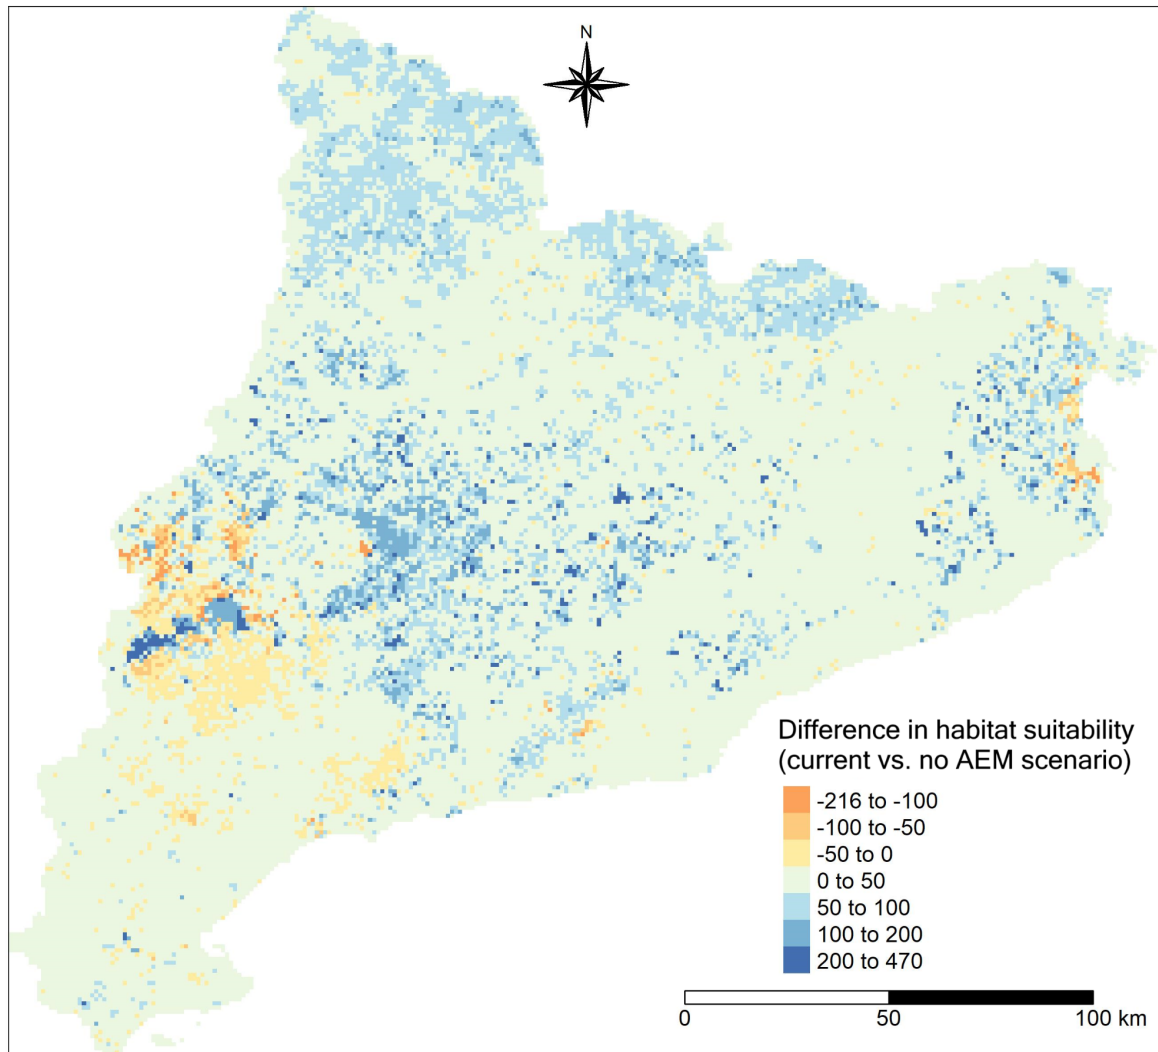 N
Difference in habitat suitability
(current vs. no AEM scenario)
-216 to -100
-100 to -50
-50 to 0
0 to 50
50 to 100
100 to 200
200 to 470
0 50 100 km